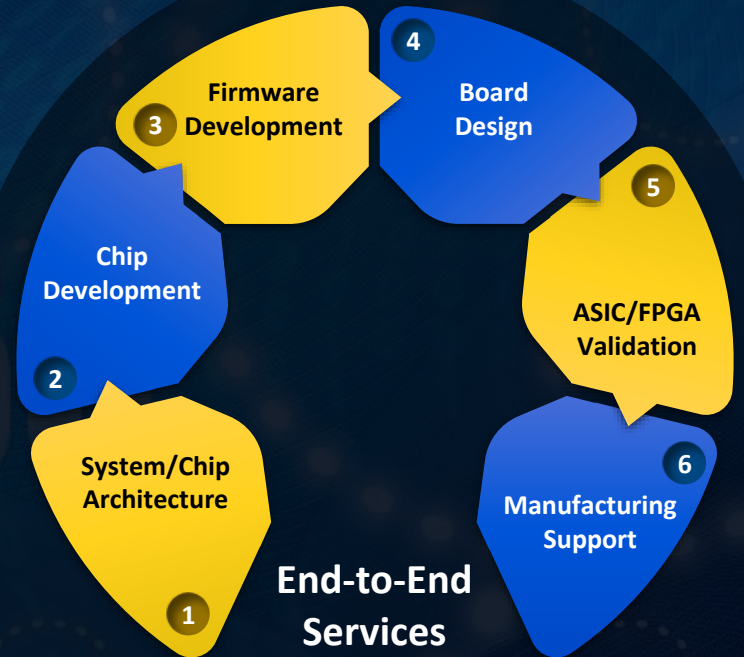 1
System/Chip
Architecture
2
Chip
Development
3
Firmware
Development
4
Board
Design
5
ASIC/FPGA
Validation
6
Manufacturing
Support
End-to-End
Services